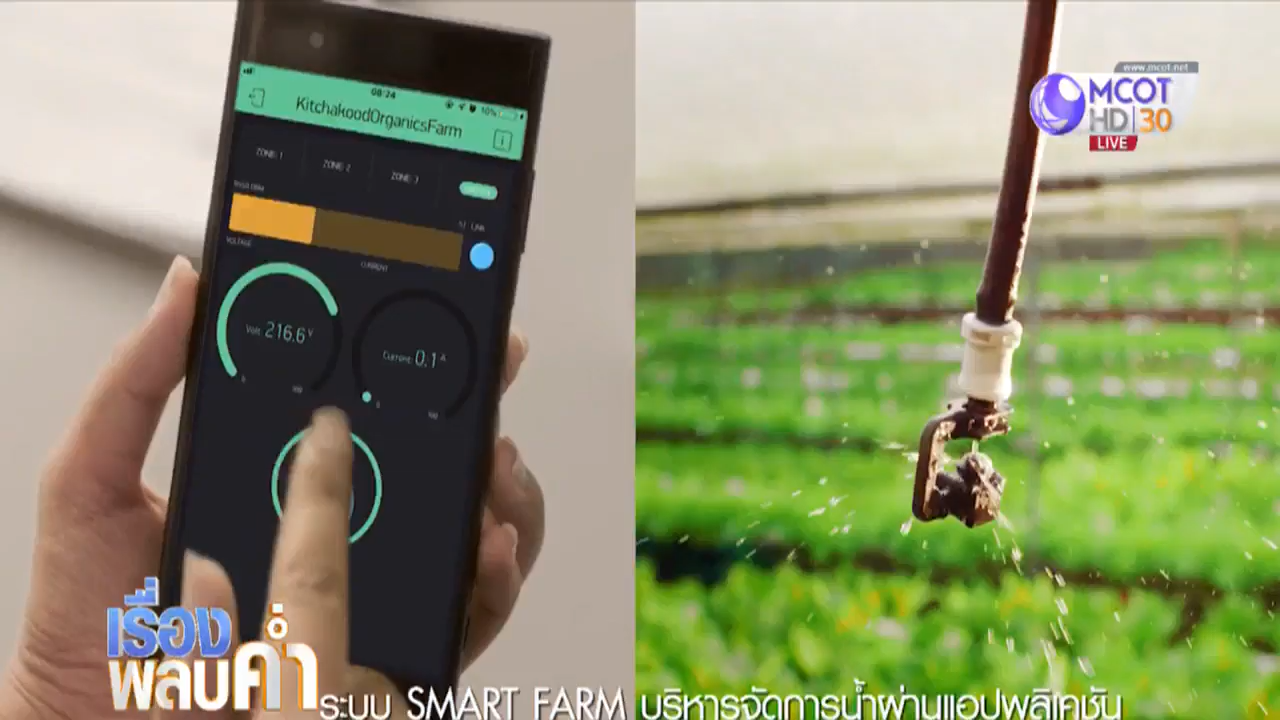 www.mcot.net
MCOT
HD 30
LIVE
08:24
10%
KitchakoodOrganicsFarm
ZONE 1
ZONE 2
VOLTAGE
CURRENT
Volt: 216.6 V
Current: 0.1 A
เรื่อง
พลบค่ำ
ระบบ SMART FARM บริหารจัดการน้ำผ่านแอปพลิเคชัน